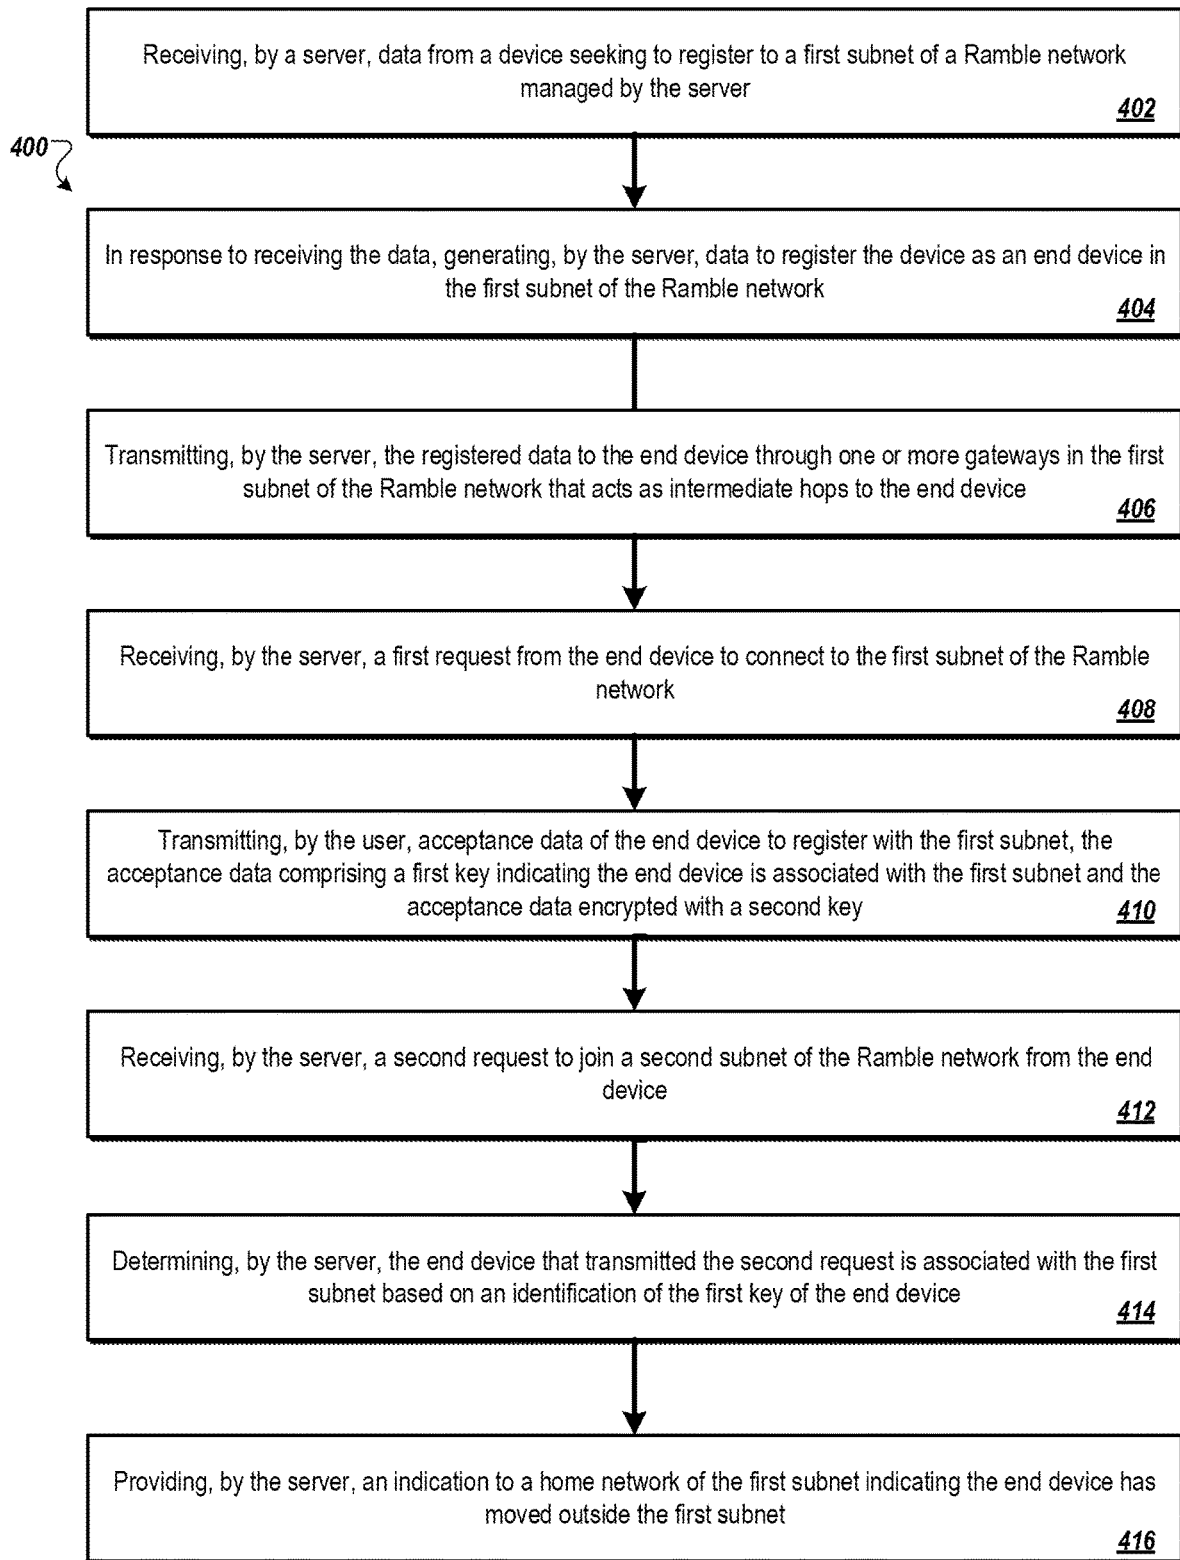 Receiving, by a server, data from a device seeking to register to a first subnet of a Ramble network
managed by the server
402
400
In response to receiving the data, generating, by the server, data to register the device as an end device in
the first subnet of the Ramble network
404
Transmitting, by the server, the registered data to the end device through one or more gateways in the first
subnet of the Ramble network that acts as intermediate hops to the end device
406
Receiving, by the server, a first request from the end device to connect to the first subnet of the Ramble
network
408
Transmitting, by the user, acceptance data of the end device to register with the first subnet, the
acceptance data comprising a first key indicating the end device is associated with the first subnet and the
acceptance data encrypted with a second key
410
Receiving, by the server, a second request to join a second subnet of the Ramble network from the end
device
412
Determining, by the server, the end device that transmitted the second request is associated with the first
subnet based on an identification of the first key of the end device
414
Providing, by the server, an indication to a home network of the first subnet indicating the end device has
moved outside the first subnet
416